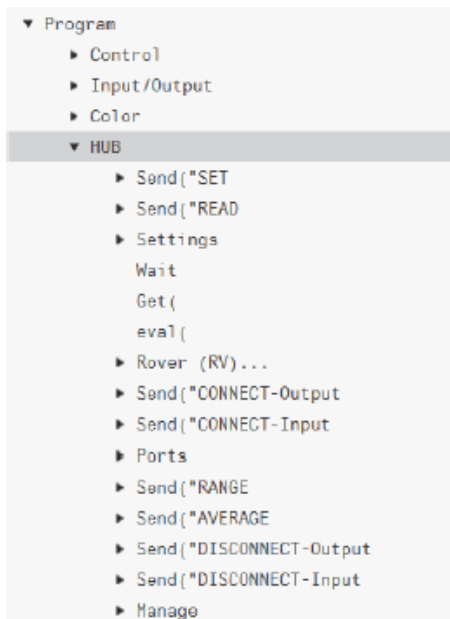 Program
Control
Input/Output
Color
HUB
Send("SET
Send("READ
Settings
Wait
Get(
eval(
Rover (RV)...
Send("CONNECT-Output
Send("CONNECT-Input
Ports
Send("RANGE
Send("AVERAGE
Send("DISCONNECT-Output
Send("DISCONNECT-Input
Manage